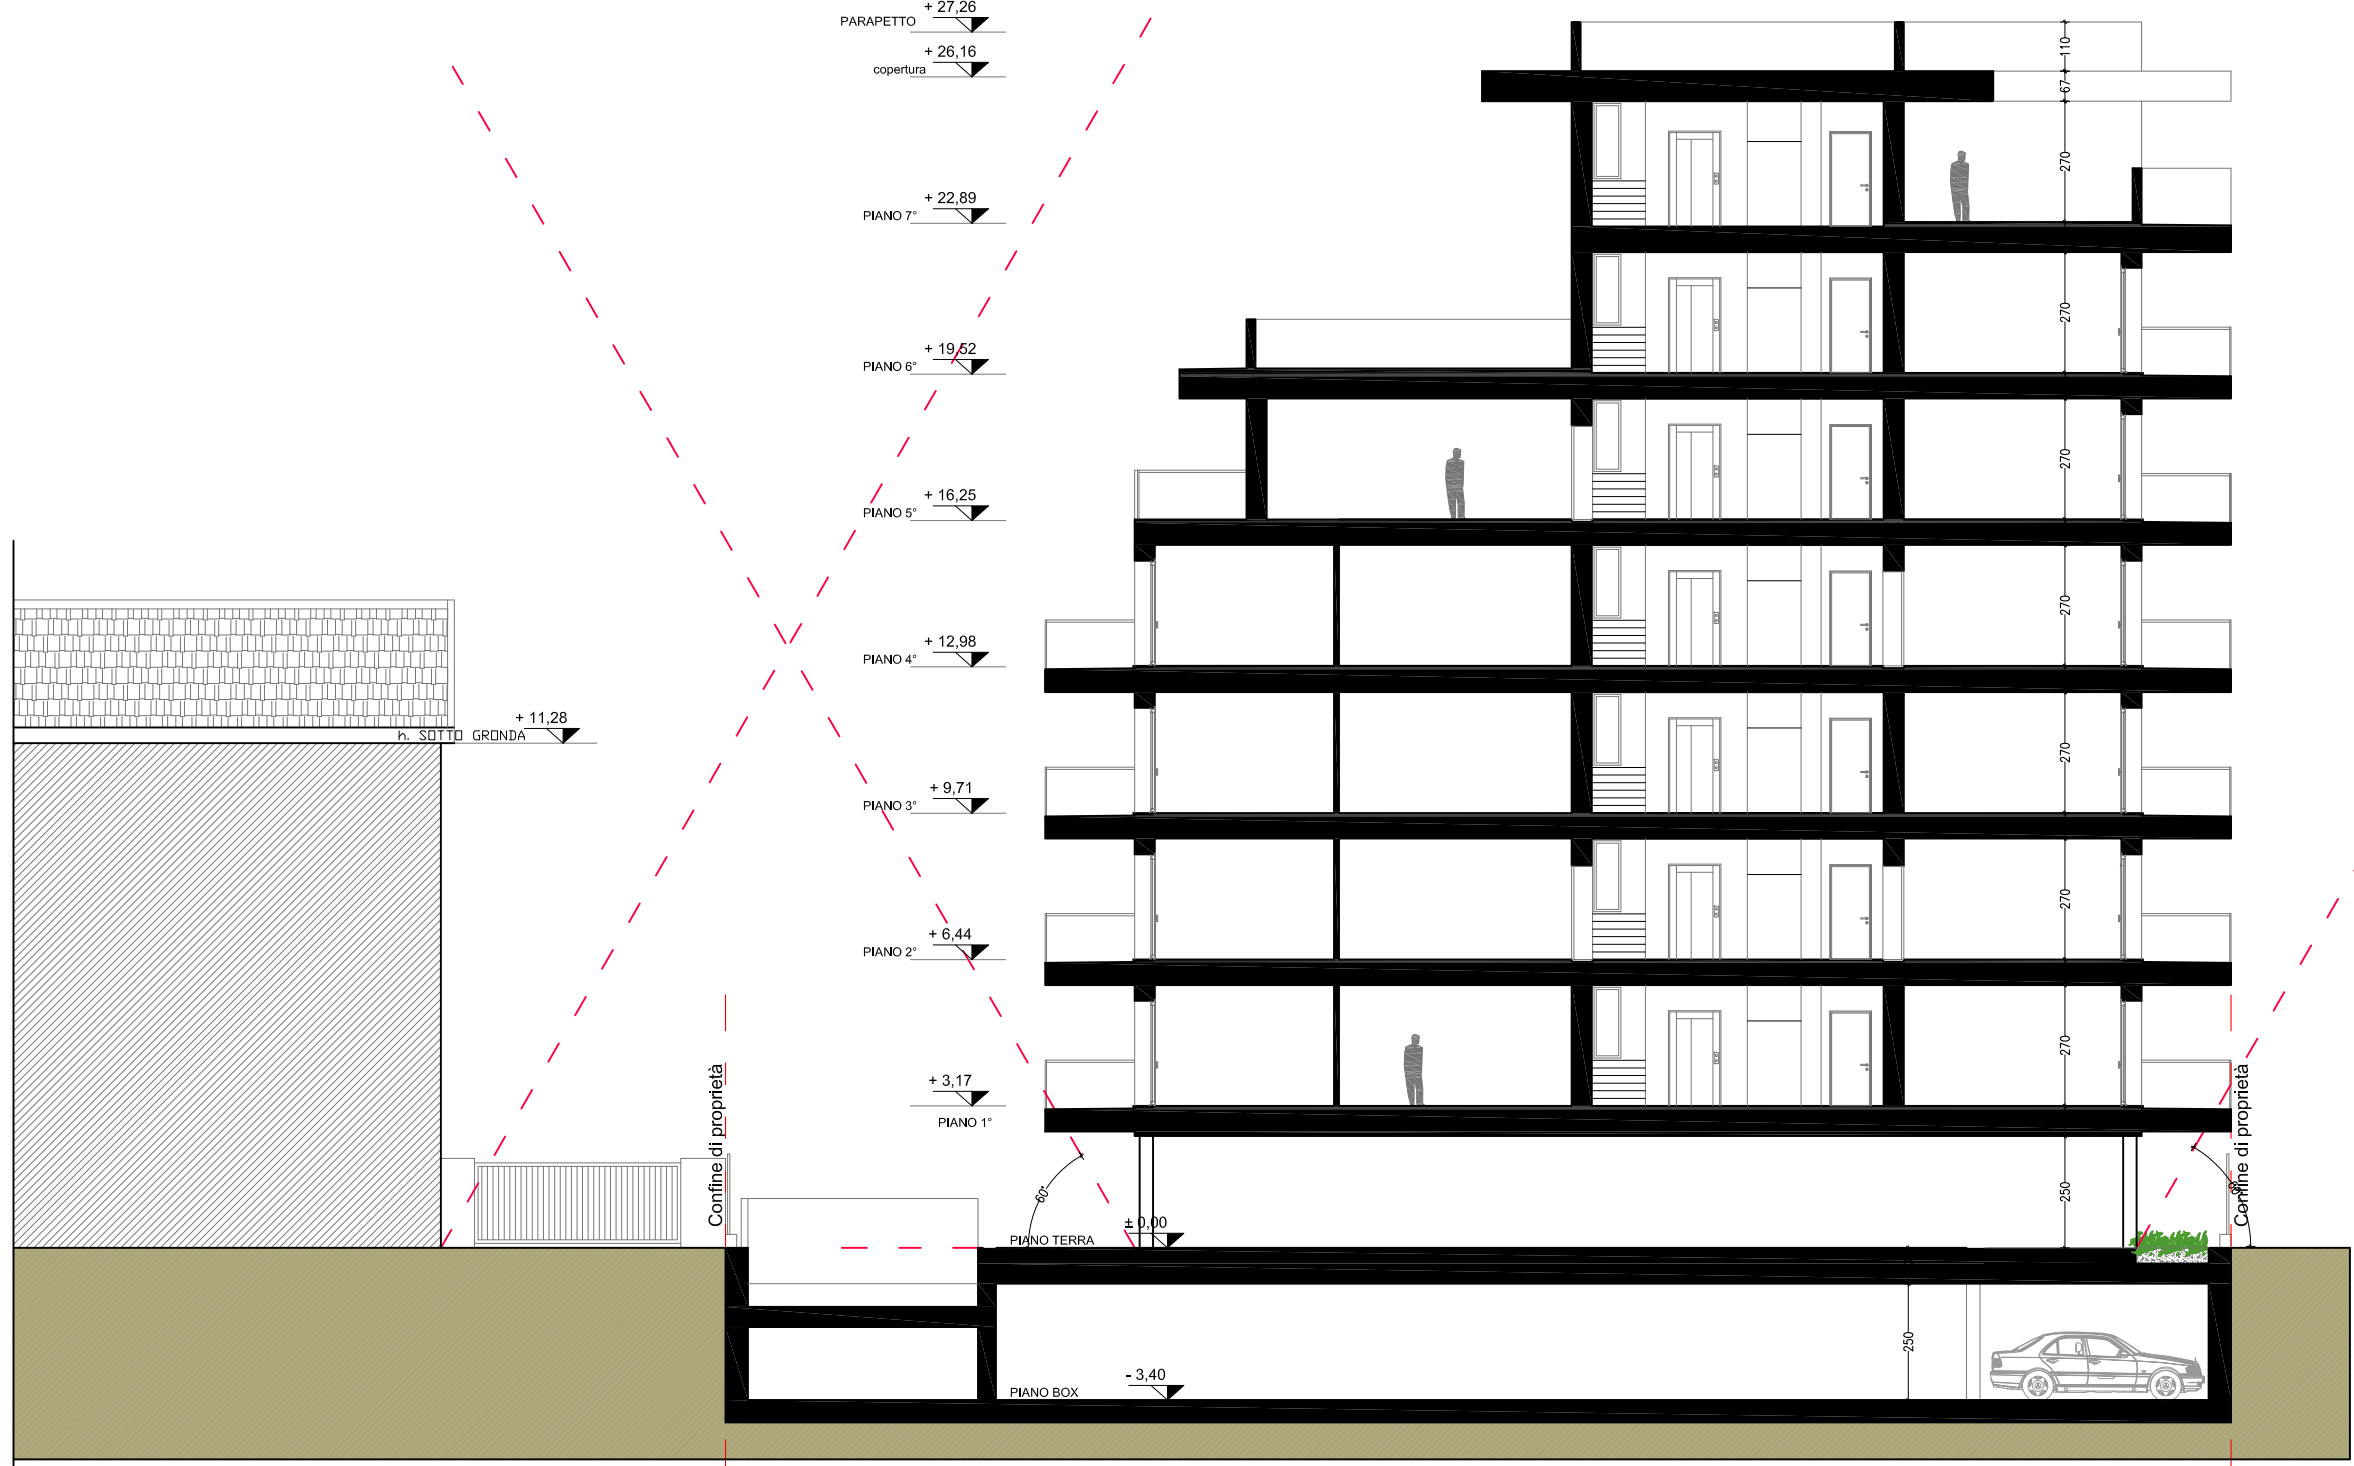 + 27,26
PARAPETTO
+ 26,16
copertura
110
67
270
+ 22,89
PIANO 7°
270
+ 19,52
PIANO 6°
270
+ 16,25
PIANO 5°
270
+ 12,98
PIANO 4°
+ 11,28
h. SOTTO GRONDA
270
+ 9,71
PIANO 3°
270
+ 6,44
PIANO 2°
270
+ 3,17
PIANO 1°
Confine di proprietà
Confine di proprietà
60°
250
± 0,00
PIANO TERRA
250
- 3,40
PIANO BOX